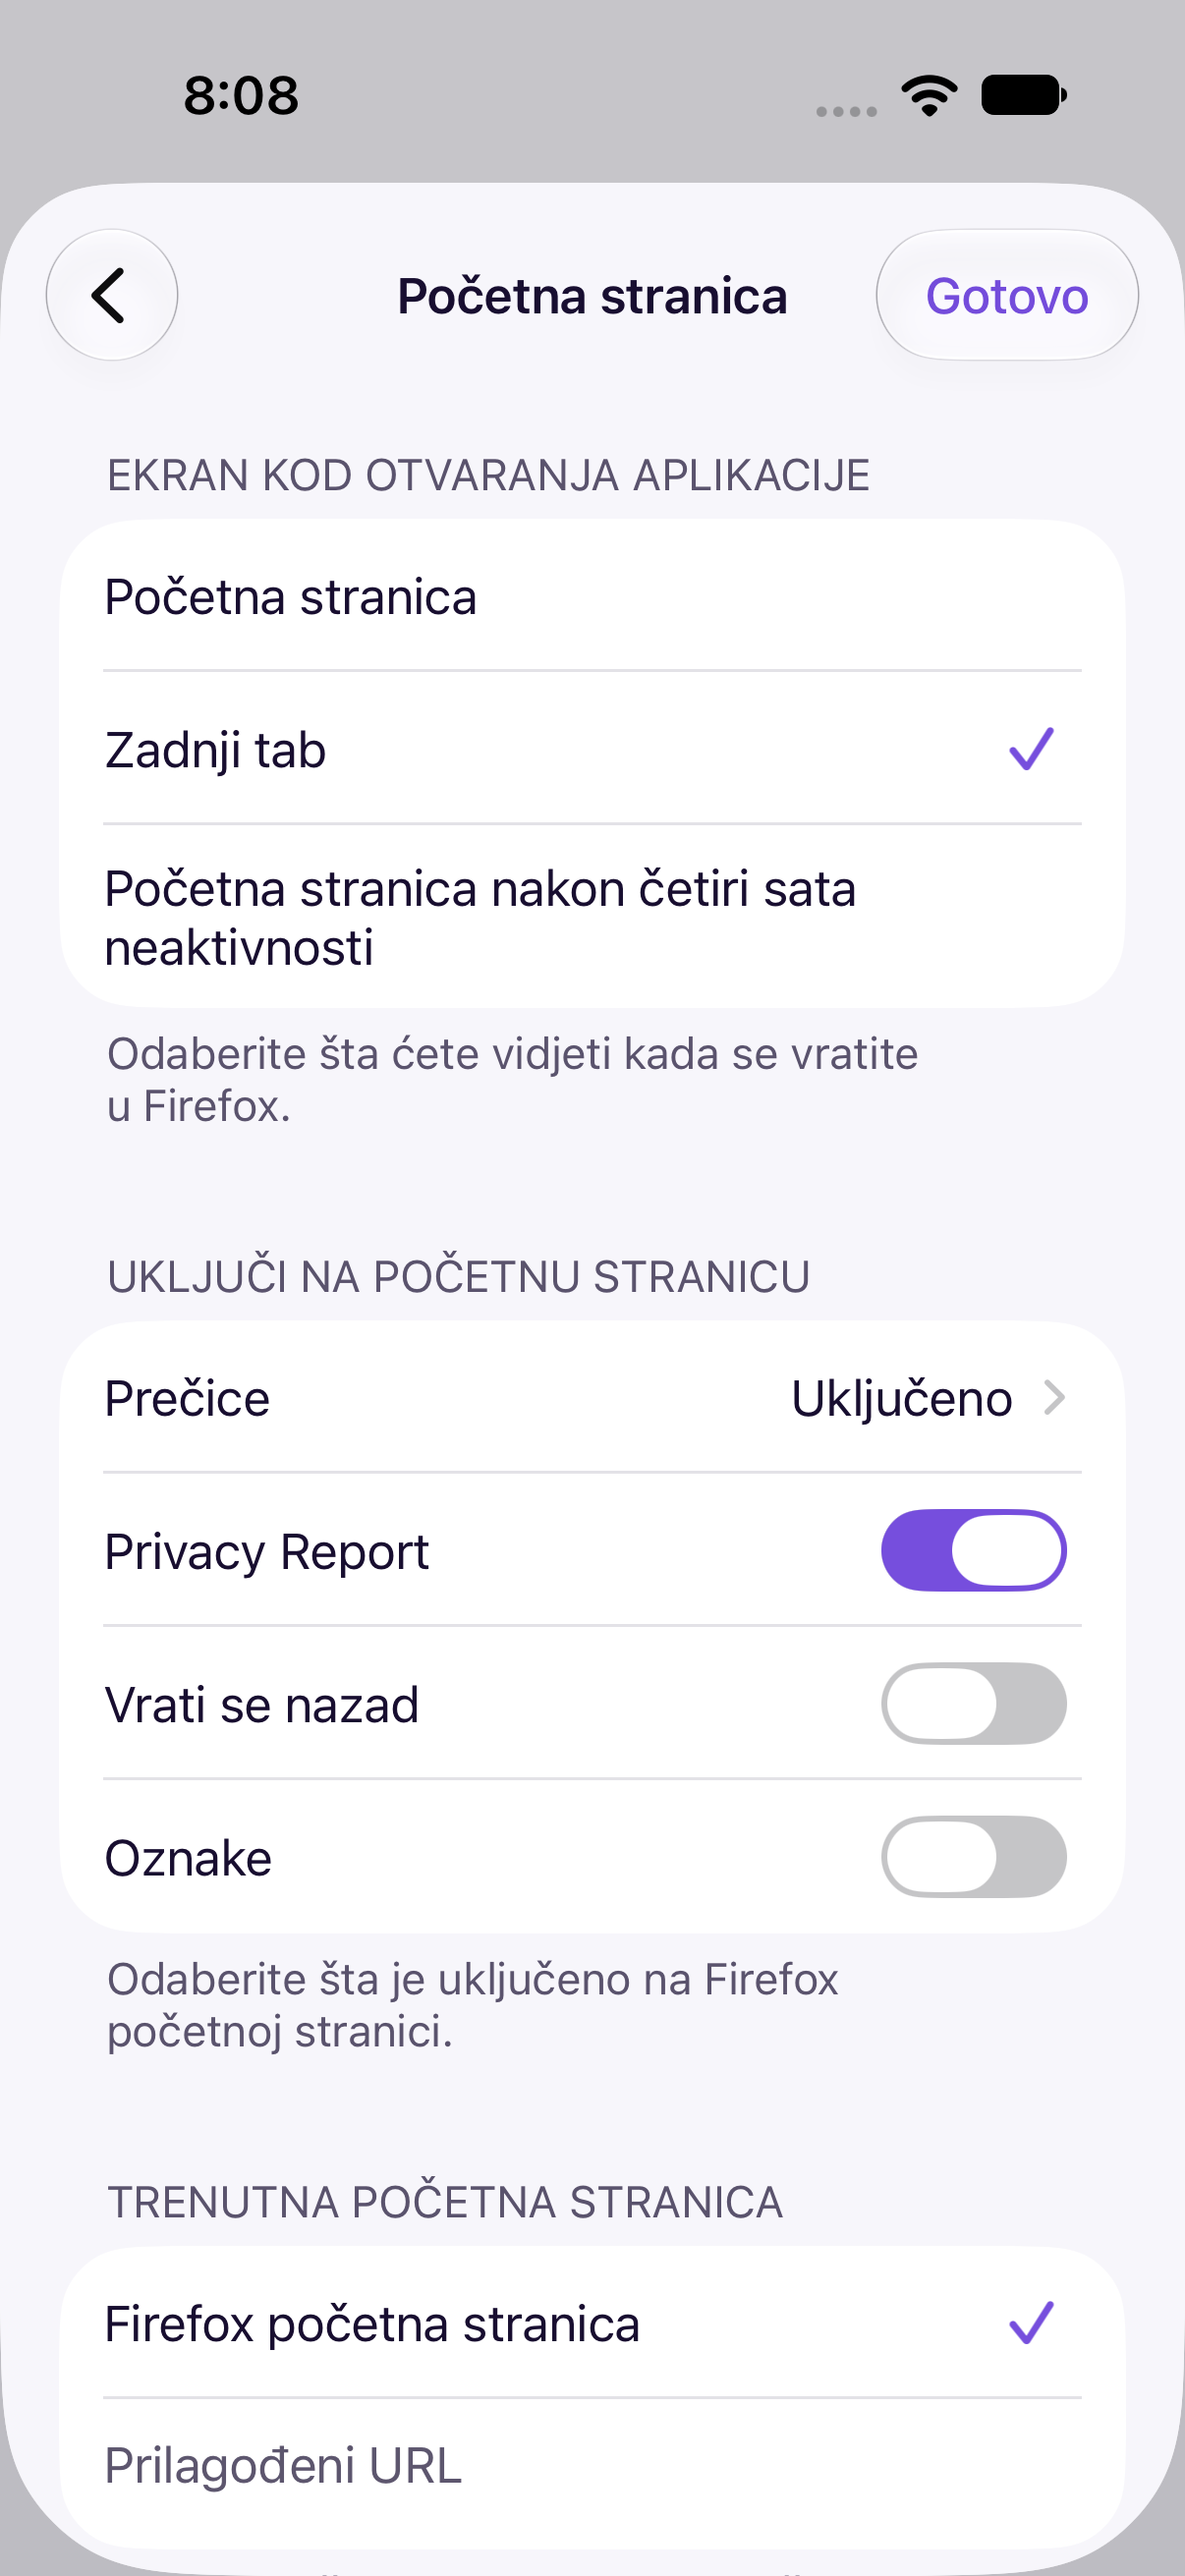 8:08
Početna stranica
Gotovo
EKRAN KOD OTVARANJA APLIKACIJE
Početna stranica
Zadnji tab
Početna stranica nakon četiri sata
neaktivnosti
Odaberite šta ćete vidjeti kada se vratite
u Firefox.
UKLJUČI NA POČETNU STRANICU
Prečice
Uključeno
Privacy Report
Vrati se nazad
Oznake
Odaberite šta je uključeno na Firefox
početnoj stranici.
TRENUTNA POČETNA STRANICA
Firefox početna stranica
Prilagođeni URL